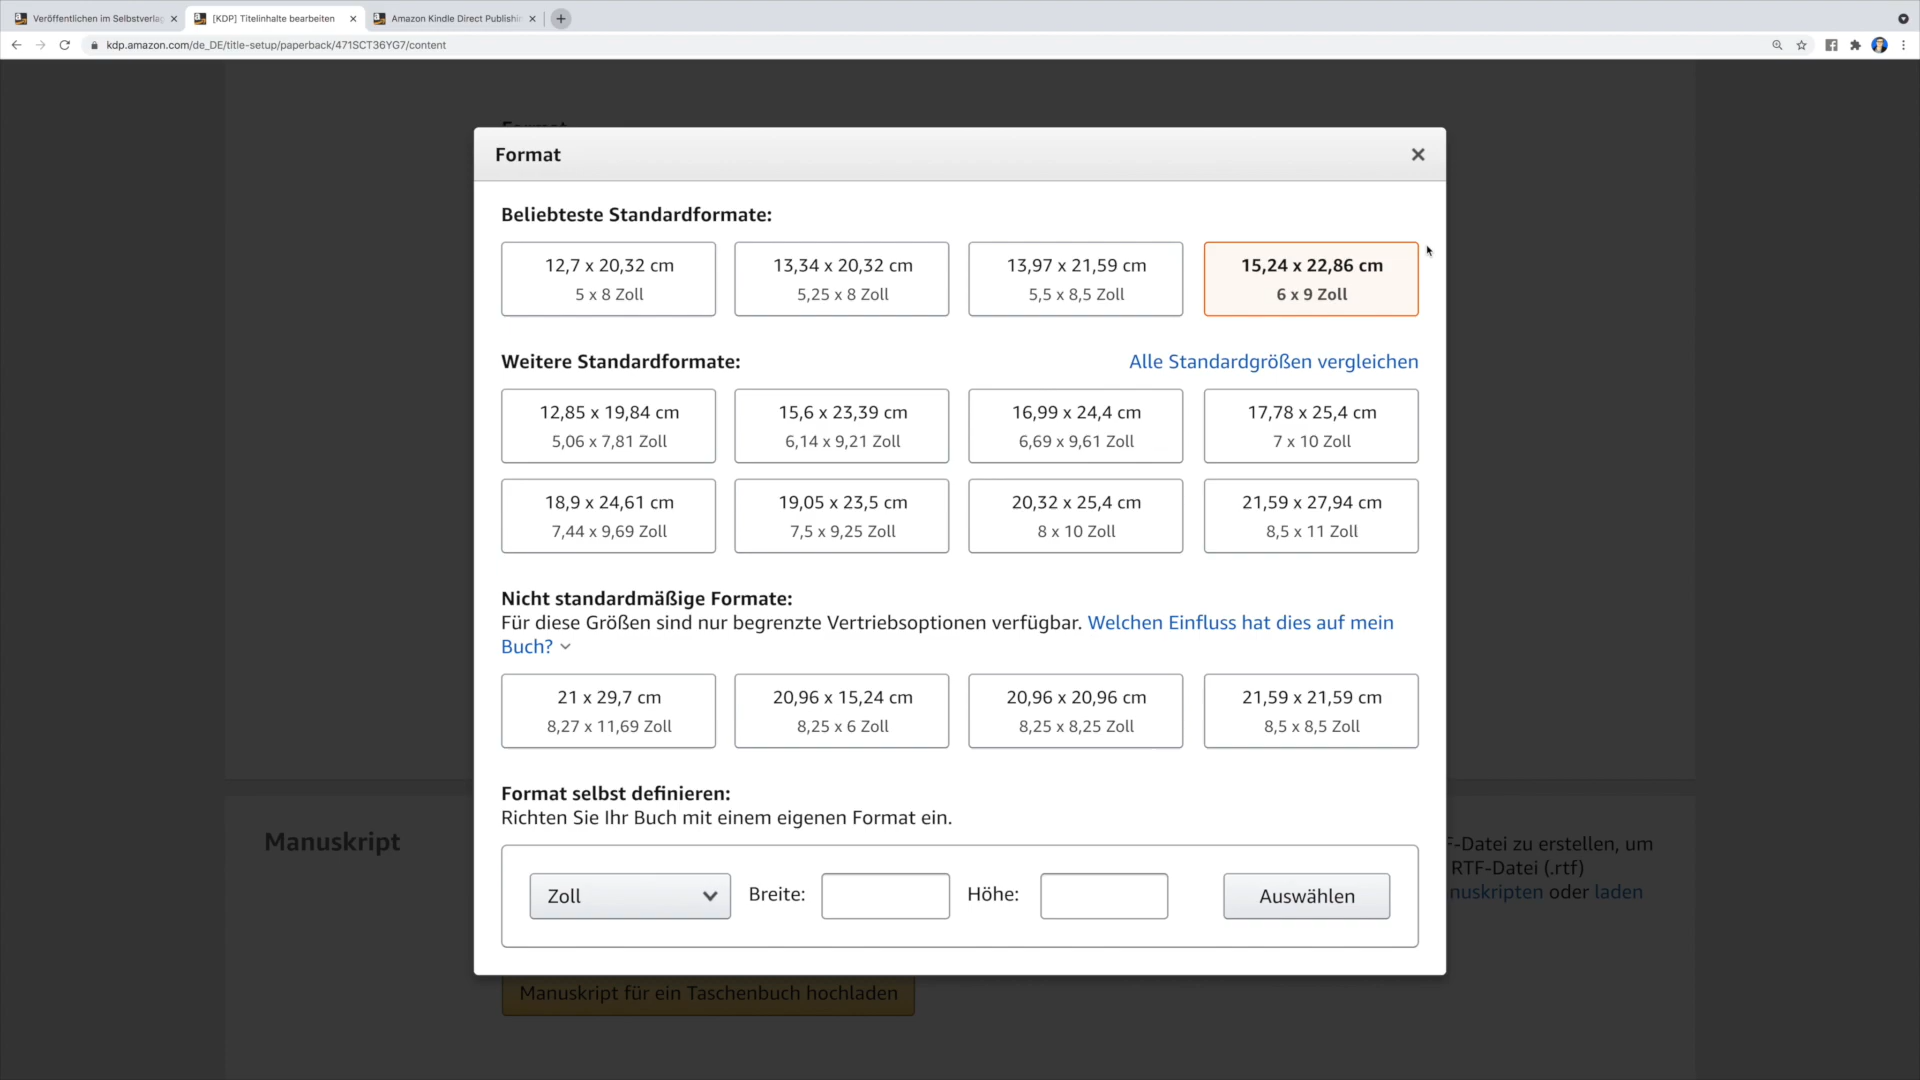 Veröffentlichen im Selbstverlag
[KDP] Titelinhalte bearbeiten
Amazon Kindle Direct Publishin
kdp.amazon.com/de_DE/title-setup/paperback/471SCT36YG7/content
Format
Format
Beliebteste Standardformate:
12,7 x 20,32 cm
5 x 8 Zoll
13,34 x 20,32 cm
5,25 x 8 Zoll
13,97 x 21,59 cm
5,5 x 8,5 Zoll
15,24 x 22,86 cm
6 x 9 Zoll
Weitere Standardformate:
Alle Standardgrößen vergleichen
12,85 x 19,84 cm
5,06 x 7,81 Zoll
15,6 x 23,39 cm
6,14 x 9,21 Zoll
16,99 x 24,4 cm
6,69 x 9,61 Zoll
17,78 x 25,4 cm
7 x 10 Zoll
18,9 x 24,61 cm
7,44 x 9,69 Zoll
19,05 x 23,5 cm
7,5 x 9,25 Zoll
20,32 x 25,4 cm
8 x 10 Zoll
21,59 x 27,94 cm
8,5 x 11 Zoll
Nicht standardmäßige Formate:
Für diese Größen sind nur begrenzte Vertriebsoptionen verfügbar. Welchen Einfluss hat dies auf mein
Buch?
21 x 29,7 cm
8,27 x 11,69 Zoll
20,96 x 15,24 cm
8,25 x 6 Zoll
20,96 x 20,96 cm
8,25 x 8,25 Zoll
21,59 x 21,59 cm
8,5 x 8,5 Zoll
Format selbst definieren:
Richten Sie Ihr Buch mit einem eigenen Format ein.
Zoll
Breite:
Höhe:
Auswählen
Manuskript
F-Datei zu erstellen, um
RTF-Datei (.rtf)
nuskripten oder laden
Manuskript für ein Taschenbuch hochladen